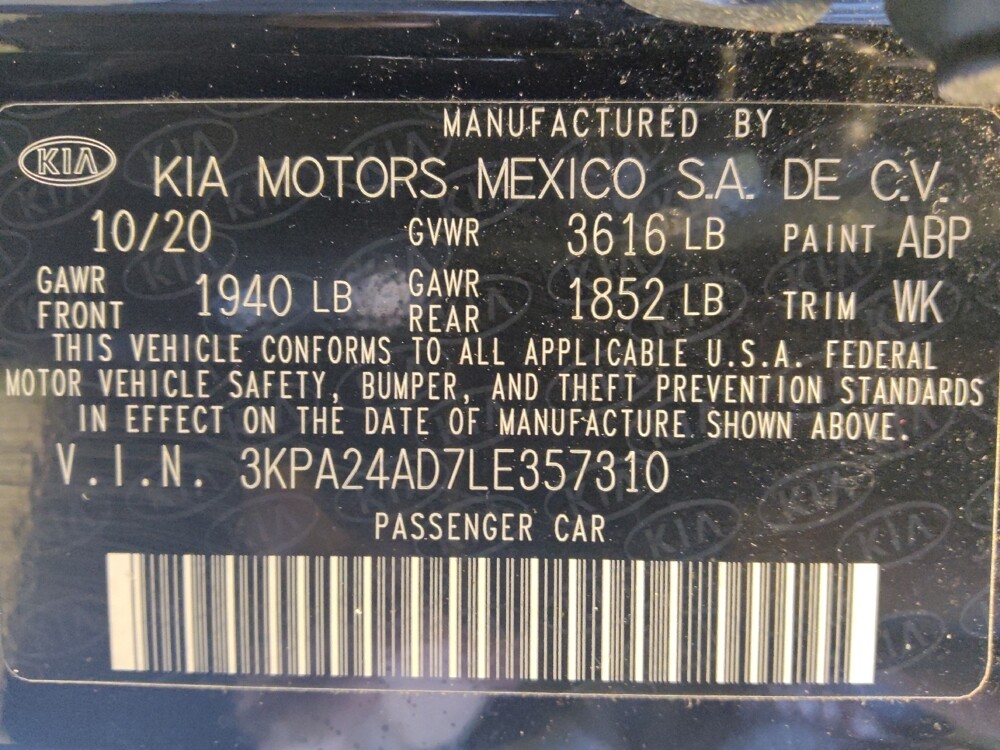 MANUFACTURED BY
KIA KIA MOTORS MEXICO S.A. DE C.V.
10/20 GVWR 3616 LB PAINT ABP
GAWR FRONT 1940 LB GAWR REAR 1852 LB TRIM WK
THIS VEHICLE CONFORMS TO ALL APPLICABLE U.S.A. FEDERAL
MOTOR VEHICLE SAFETY, BUMPER, AND THEFT PREVENTION STANDARDS
IN EFFECT ON THE DATE OF MANUFACTURE SHOWN ABOVE.
V.I.N. 3KPA24AD7LE357310
PASSENGER CAR